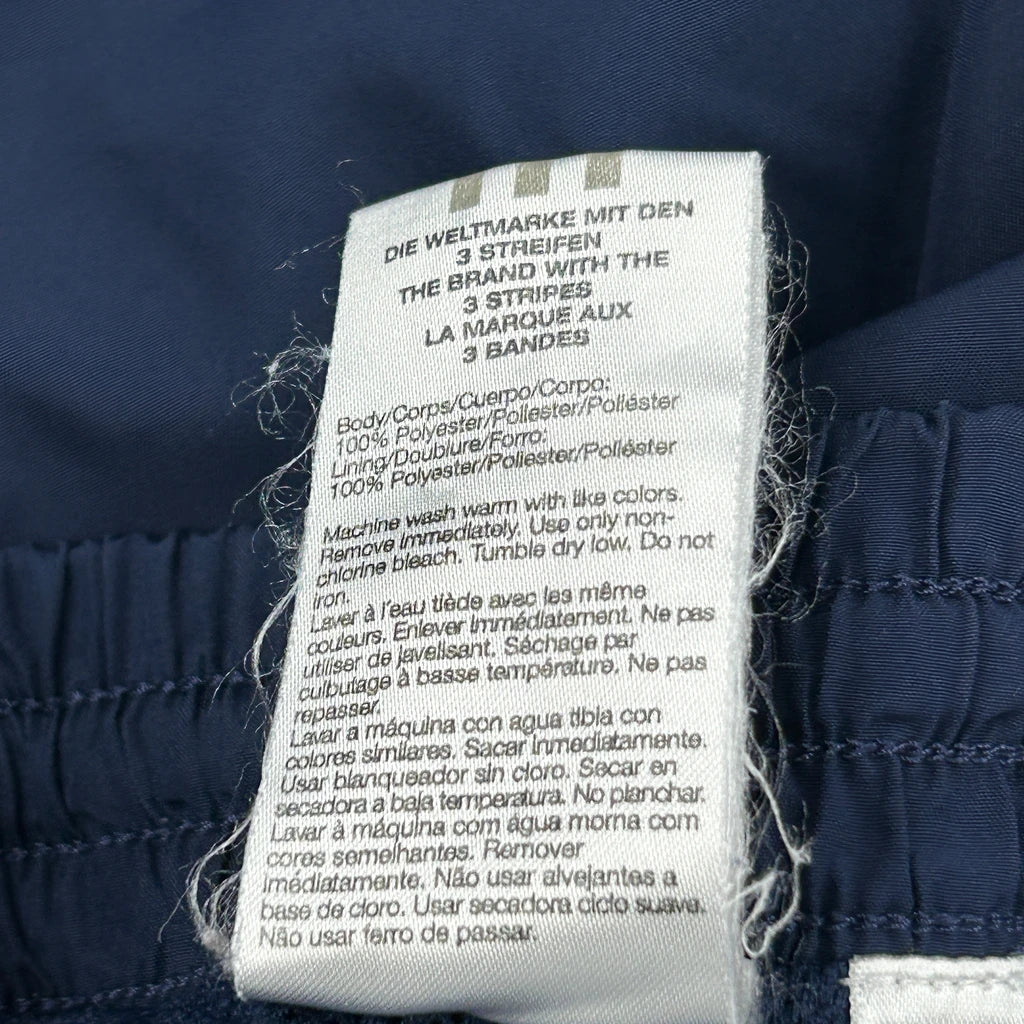 DIE WELTMARKE MIT DEN
3 STREIFEN
THE BRAND WITH THE
3 STRIPES
LA MARQUE AUX
3 BANDES
Body/Corps/Cuerpo/Corpo:
100% Polyester/Poliester/Poliéster
Lining/Doublure/Forro:
100% Polyester/Poliester/Poliéster
Machine wash warm with like colors.
Remove immediately. Use only non-
chlorine bleach. Tumble dry low. Do not
iron.
Laver à l'eau tiède avec les même
couleurs. Enlever immédiatement. Ne pas
utiliser de javelisant. Séchage par
culbutage à basse température. Ne pas
repasser.
Lavar a máquina con agua tibia con
colores similares. Sacar inmediatamente.
Usar blanqueador sin cloro. Secar en
secadora a baja temperatura. No planchar.
Lavar à máquina com água morna com
cores semelhantes. Remover
imédiatamente. Não usar alvejantes a
base de cloro. Usar secadora ciclo suave.
Não usar ferro de passar.